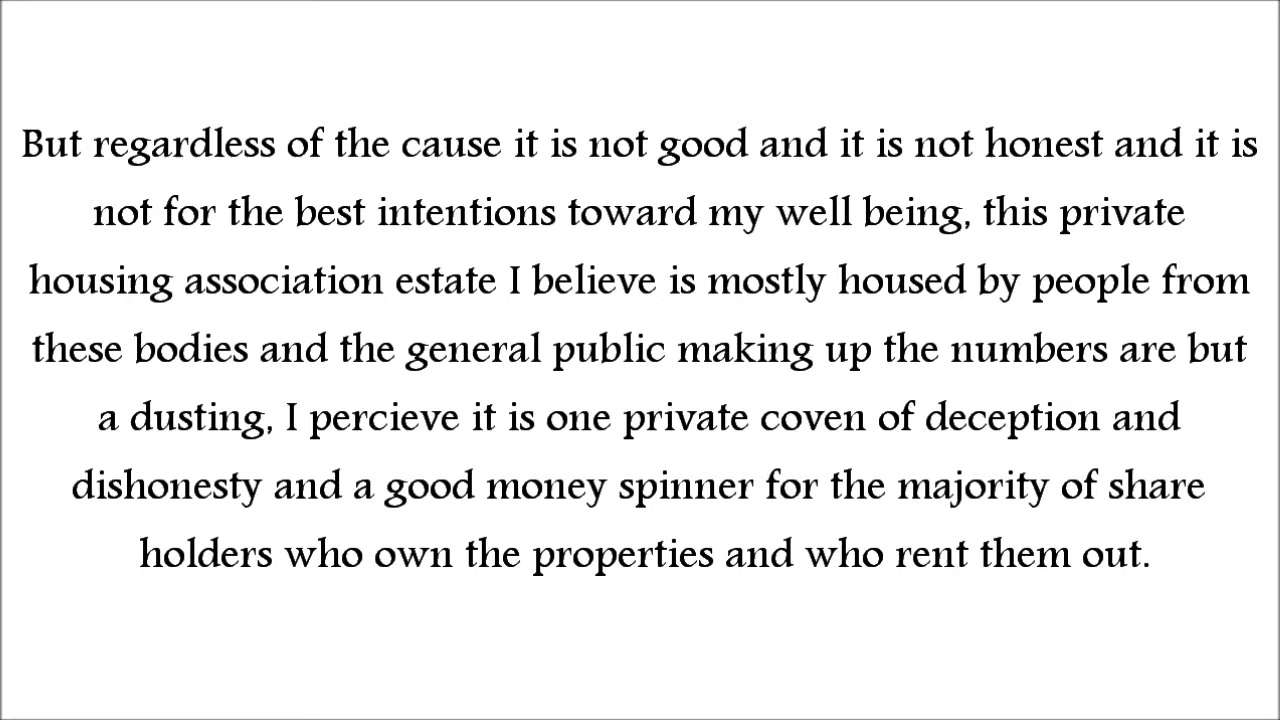 But regardless of the cause it is not good and it is not honest and it is
not for the best intentions toward my well being, this private
housing association estate I believe is mostly housed by people from
these bodies and the general public making up the numbers are but
a dusting, I percieve it is one private coven of deception and
dishonesty and a good money spinner for the majority of share
holders who own the properties and who rent them out.